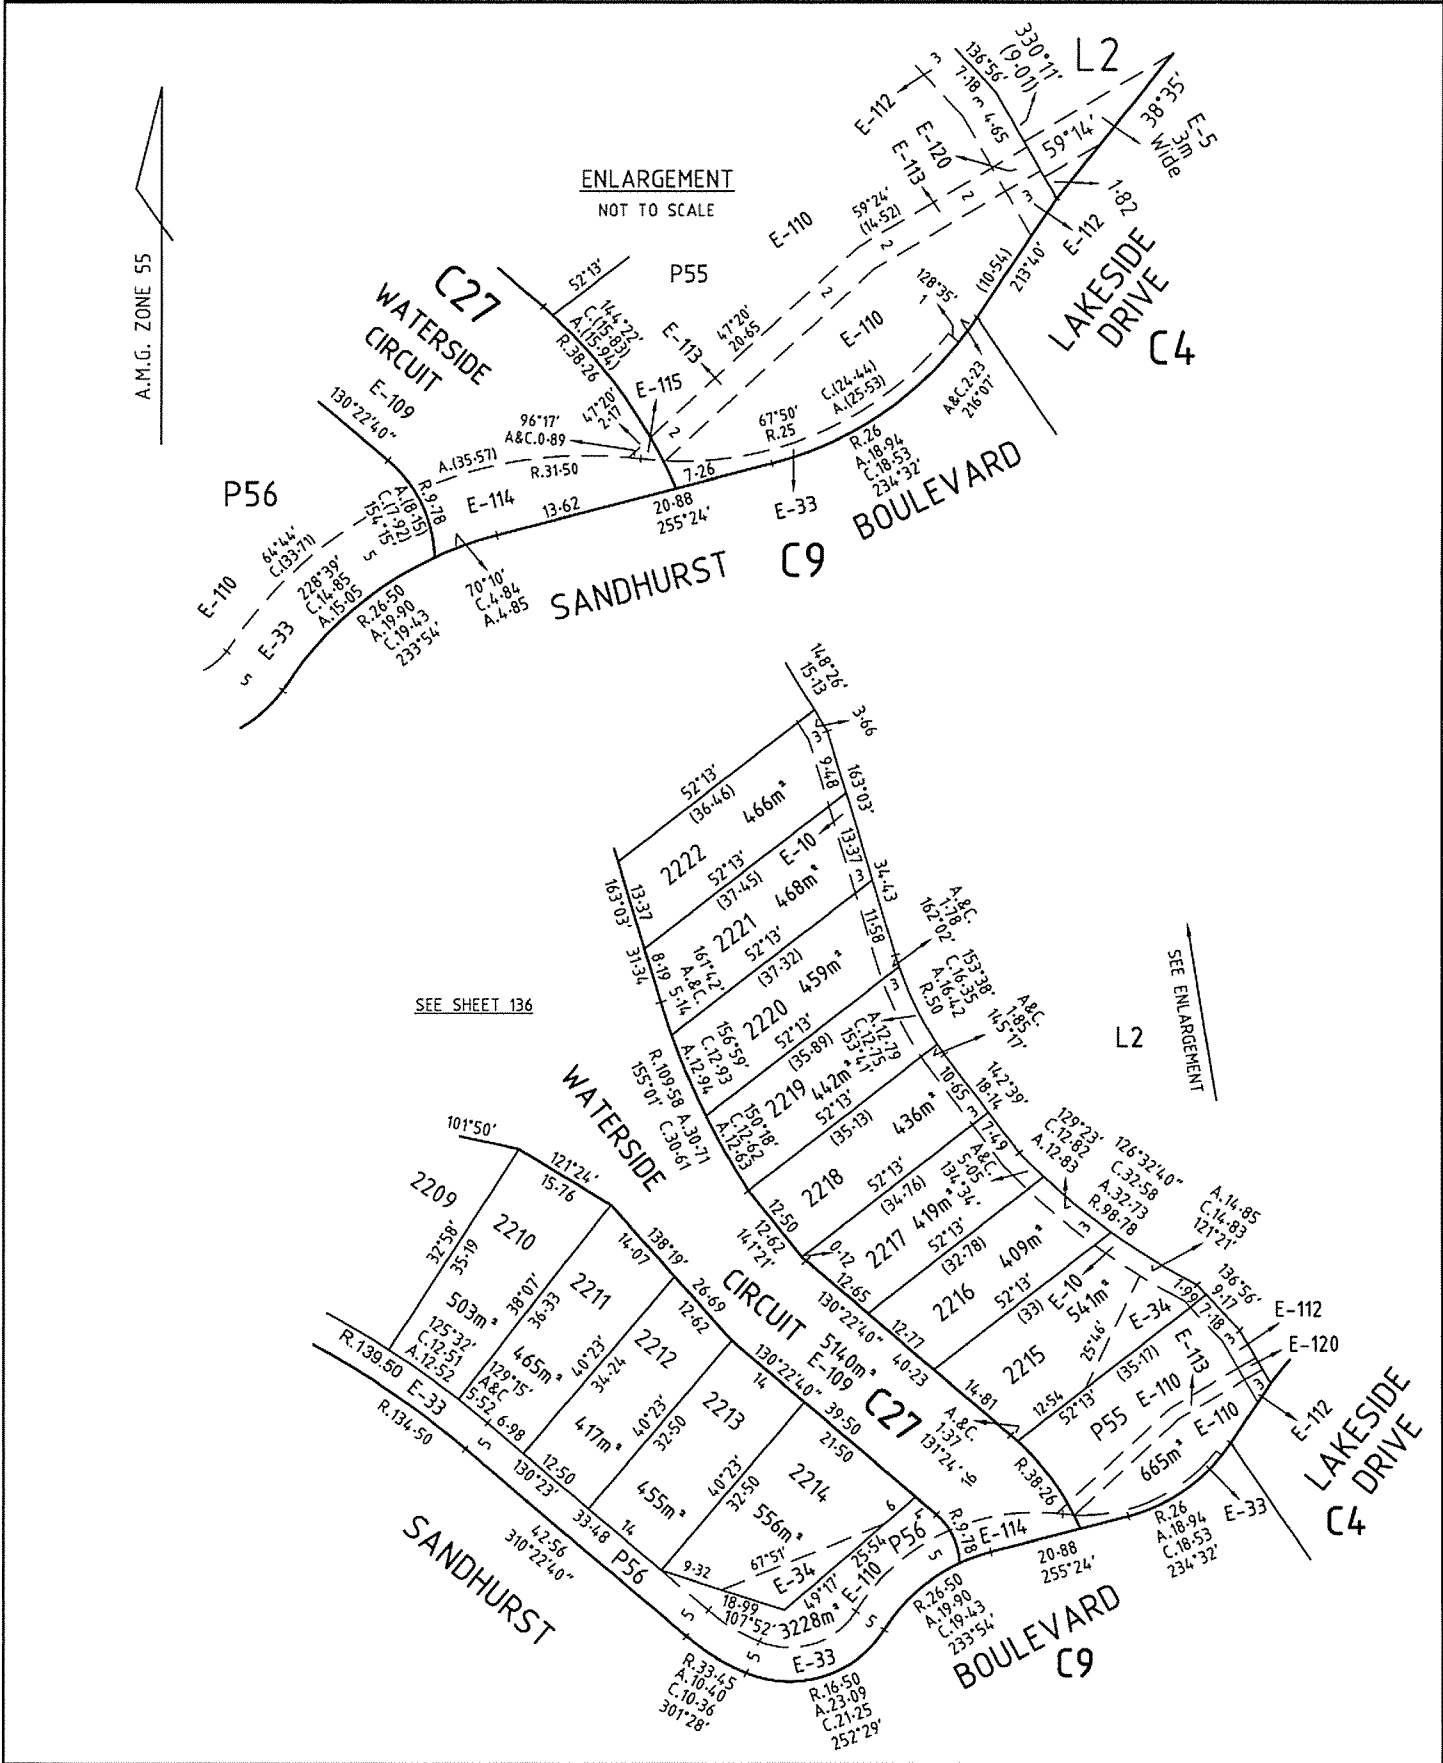 A.M.G. ZONE 55
ENLARGEMENT
NOT TO SCALE
L2
330°11'
(9·01)
136°56'
7·18
3
3
4·65
E-112
E-120
E-113
59°14'
38°35'
E-5
3m
Wide
1·82
3
E-112
2
59°24'
(14·52)
E-110
2
2
P55
52°13'
C27
WATERSIDE
CIRCUIT
144°22'
C.(15·83)
A.(15·94)
R.38·26
E-113
47°20'
20·65
E-110
128°35'
1
(10·54)
213°40'
LAKESIDE
DRIVE
C4
A&C.2·23
216°07'
C.(24·44)
A.(25·53)
67°50'
R.25
E-115
47°20'
2·17
2
96°17'
A&C.0·89
E-109
130°22'40"
A.(35·57)
R.31·50
R.9·78
A.(8·15)
C.(7·92)
154°15'
E-114
13·62
7·26
20·88
255°24'
E-33
R.26
A.18·94
C.18·53
234°32'
BOULEVARD
C9
SANDHURST
P56
64°44'
C.(33·71)
5
E-110
228°39'
C.14·85
A.15·05
E-33
5
R.26·50
A.19·90
C.19·43
233°54'
70°10'
C.4·84
A.4·85
148°26'
15·13
3·66
3
52°13'
(36·46)
9·48
163°03'
466m²
2222
E-10
13·37
3
34·43
163°03'
13·37
52°13'
(37·45)
468m²
2221
11·58
31·34
8·19
161°42'
A.&C.
5·14
52°13'
(37·32)
459m²
2220
A.&C.
1·78
162°02'
3
153°38'
C.16·35
A.16·42
R.50
A&C.
1·85
145°17'
SEE SHEET 136
SEE ENLARGEMENT
L2
156°59'
C.12·93
A.12·94
52°13'
(35·89)
A.12·79
C.12·75
153°41'
2219
442m²
R.109·58 A.30·71
155°01' C.30·61
150°18'
C.12·62
A.12·63
52°13'
(35·13)
436m²
10·65
3
142°39'
18·14
7·49
2218
WATERSIDE
12·50
12·62
141°21'
52°13'
(34·76)
A&C.
5·05
134°34'
129°23'
C.12·82
A.12·83
126°32'40"
C.32·58
A.32·73
R.98·78
0·12
2217
419m²
52°13'
(32·78)
3
12·65
409m²
2216
A.14·85
C.14·83
121°21'
52°13'
(33)
E-10
541m²
1·99
7·18
3
136°56'
9·17
E-112
E-120
E-34
25°46'
130°22'40"
12·77
40·23
2215
14·81
(35·17)
52°13'
12·54
E-113
E-110
P55
E-110
3
E-112
LAKESIDE
DRIVE
C4
665m²
E-33
R.26
A.18·94
C.18·53
234°32'
101°50'
2209
32°58'
35·19
121°24'
15·76
2210
503m²
138°19'
14·07
26·69
12·62
38°07'
36·33
2211
465m²
40°23'
34·24
2212
417m²
CIRCUIT
5140m²
E-109
C27
130°22'40"
14
39·50
21·50
40°23'
32·50
2213
455m²
40°23'
32·50
2214
556m²
A.&C.
1·37
131°24'
16
R.38·26
125°32'
C.12·51
A.12·52
129°15'
A&C
5·52
6·98
R.139·50
E-33
R.134·50
5
12·50
130°23'
33·48
14
42·56
310°22'40"
P56
SANDHURST
9·32
67°51'
E-34
18·99
107°52'
6
4
25·54
49°17'
P56
E-110
5
3228m²
R.9·78
E-114
20·88
255°24'
5
5
E-33
5
R.26·50
A.19·90
C.19·43
233°54'
BOULEVARD
C9
R.33·45
A.10·40
C.10·36
301°28'
R.16·50
A.23·09
C.21·25
252°29'